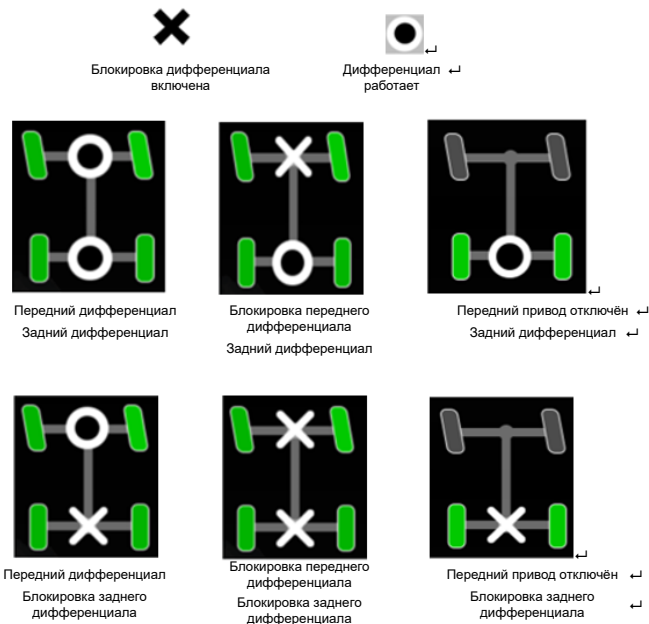 Блокировка дифференциала
включена
Дифференциал ↵
работает
Передний дифференциал
Задний дифференциал
Блокировка переднего
дифференциала
Задний дифференциал
Передний привод отключён ↵
Задний дифференциал ↵
Передний дифференциал
Блокировка заднего
дифференциала
Блокировка переднего
дифференциала
Блокировка заднего
дифференциала
Передний привод отключён ↵
Блокировка заднего ↵
дифференциала